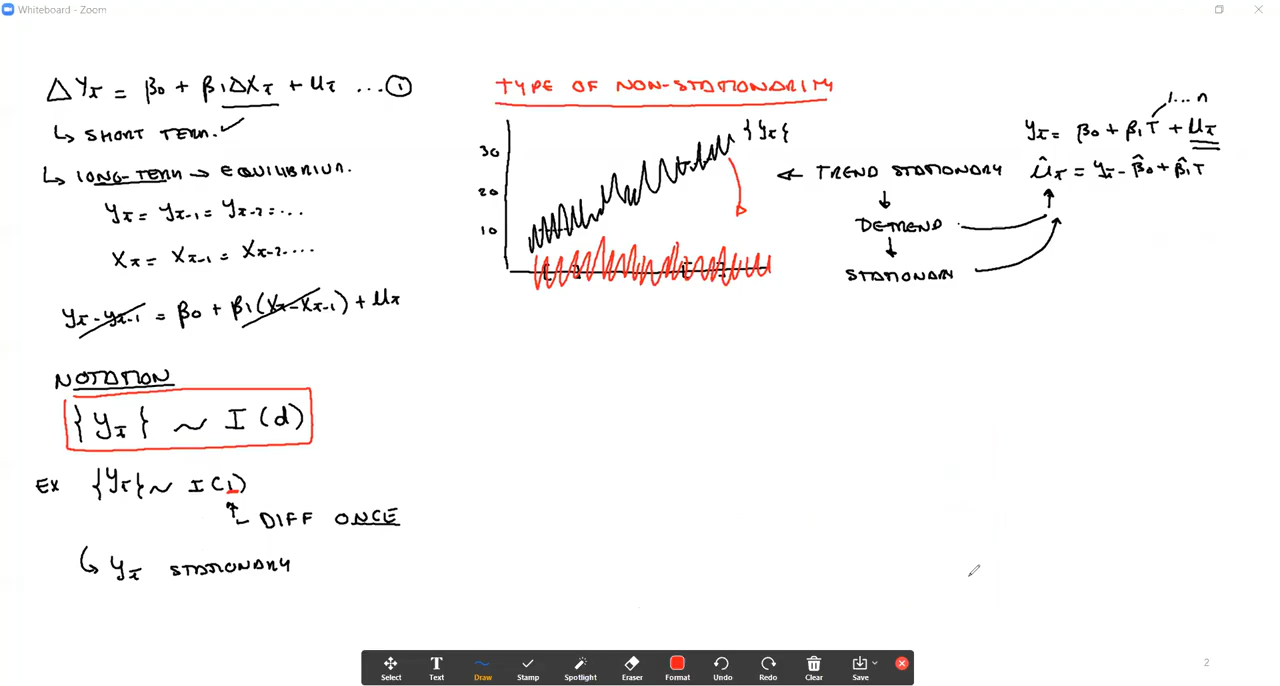 Whiteboard - Zoom
ΔYt = β0 + β1ΔXt + Ut ... ①
↳ SHORT TERM. ✓
↳ LONG-TERM → EQUILIBRIUM.
Yt = Yt-1 = Yt-2 = ...
Xt = Xt-1 = Xt-2 ....
Yt - Yt-1 = β0 + β1(Xt - Xt-1) + Ut
NOTATION
{Yt} ~ I(d)
EX {Yt} ~ I(1)
DIFF ONCE
↳ Yt STATIONARY
TYPE OF NON-STATIONARITY
{Yt}
30
20
10
← TREND STATIONARY
↓
DETREND
↓
STATIONARY
1...n
Yt = β0 + β1T + Ut
Ût = Yt - β̂0 + β̂1T
2
Select Text Draw Stamp Spotlight Eraser Format Undo Redo Clear Save